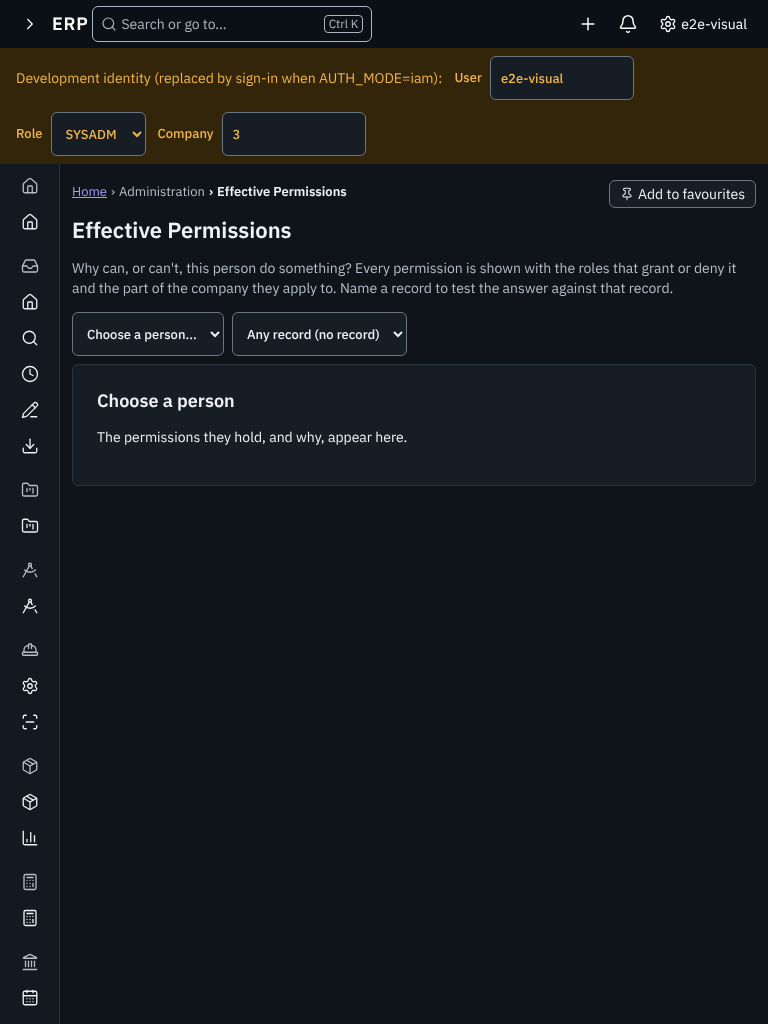 ERP
Search or go to...
Ctrl K
e2e-visual
Development identity (replaced by sign-in when AUTH_MODE=iam): User e2e-visual
Role SYSADM Company 3
Home › Administration › Effective Permissions
Add to favourites
Effective Permissions
Why can, or can't, this person do something? Every permission is shown with the roles that grant or deny it
and the part of the company they apply to. Name a record to test the answer against that record.
Choose a person... Any record (no record)
Choose a person
The permissions they hold, and why, appear here.